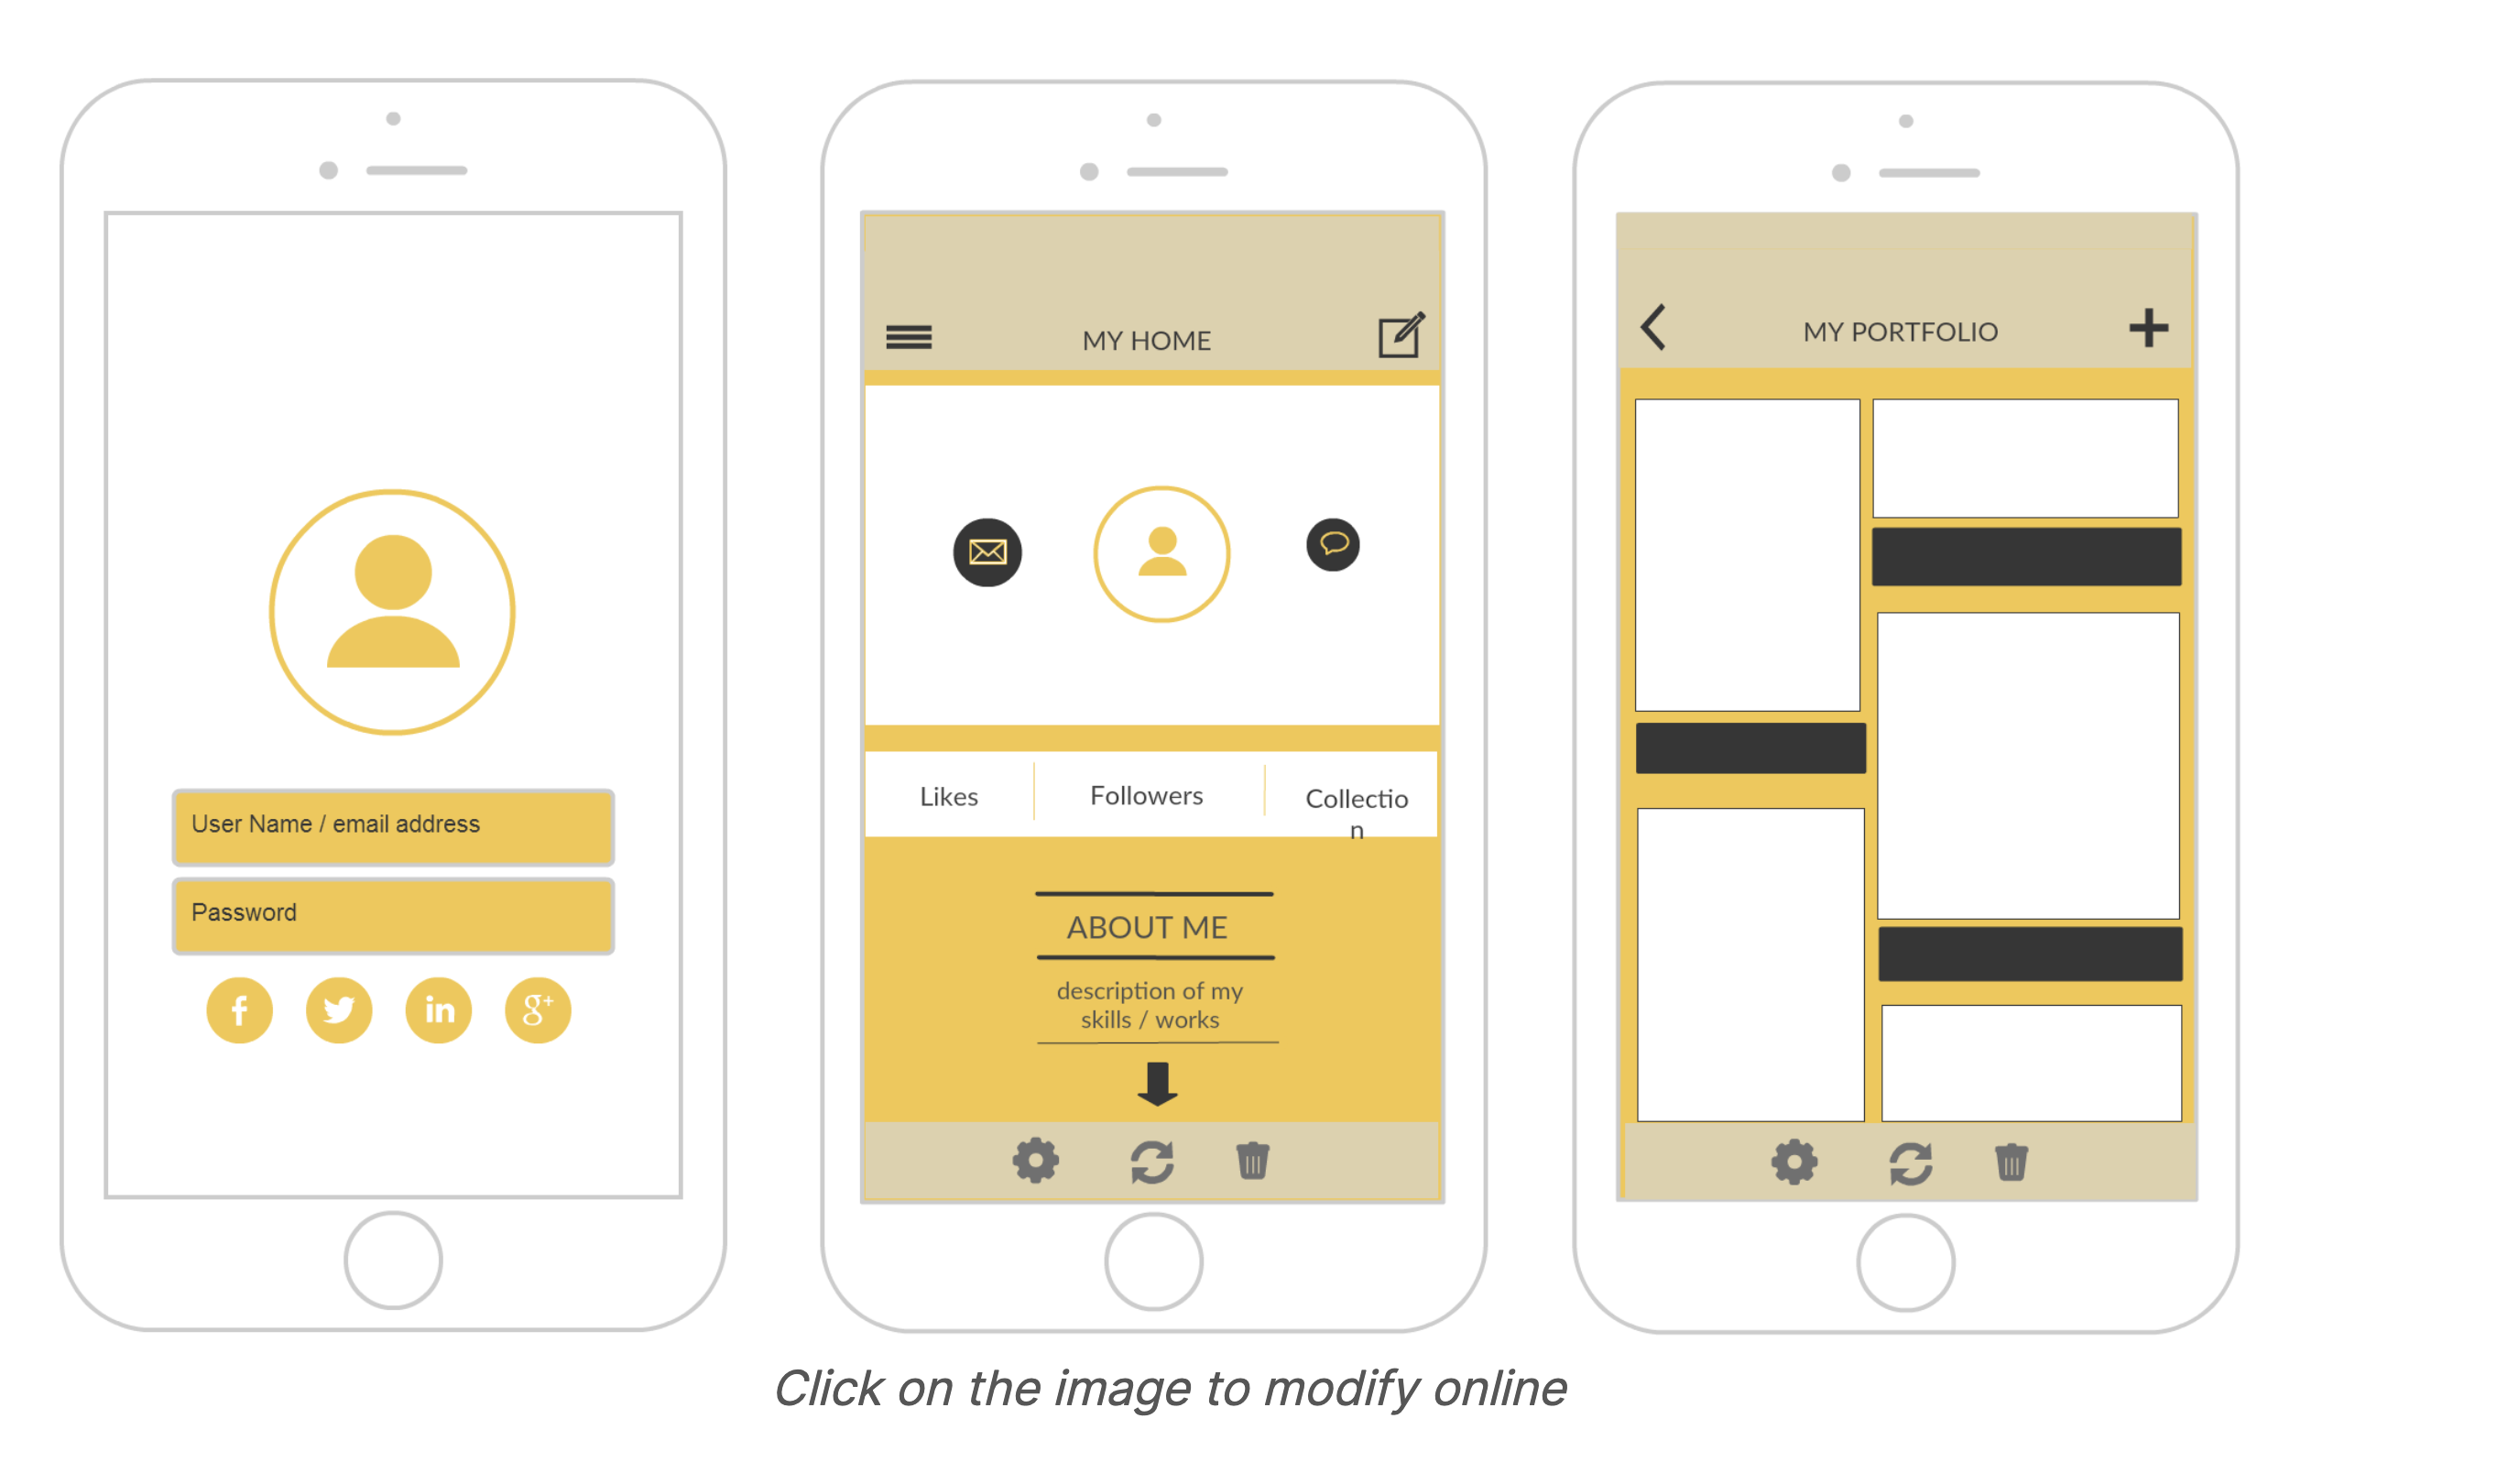 User Name / email address
Password
f
in
g+
MY HOME
Likes
Followers
Collectio
n
ABOUT ME
description of my
skills / works
MY PORTFOLIO
Click on the image to modify online